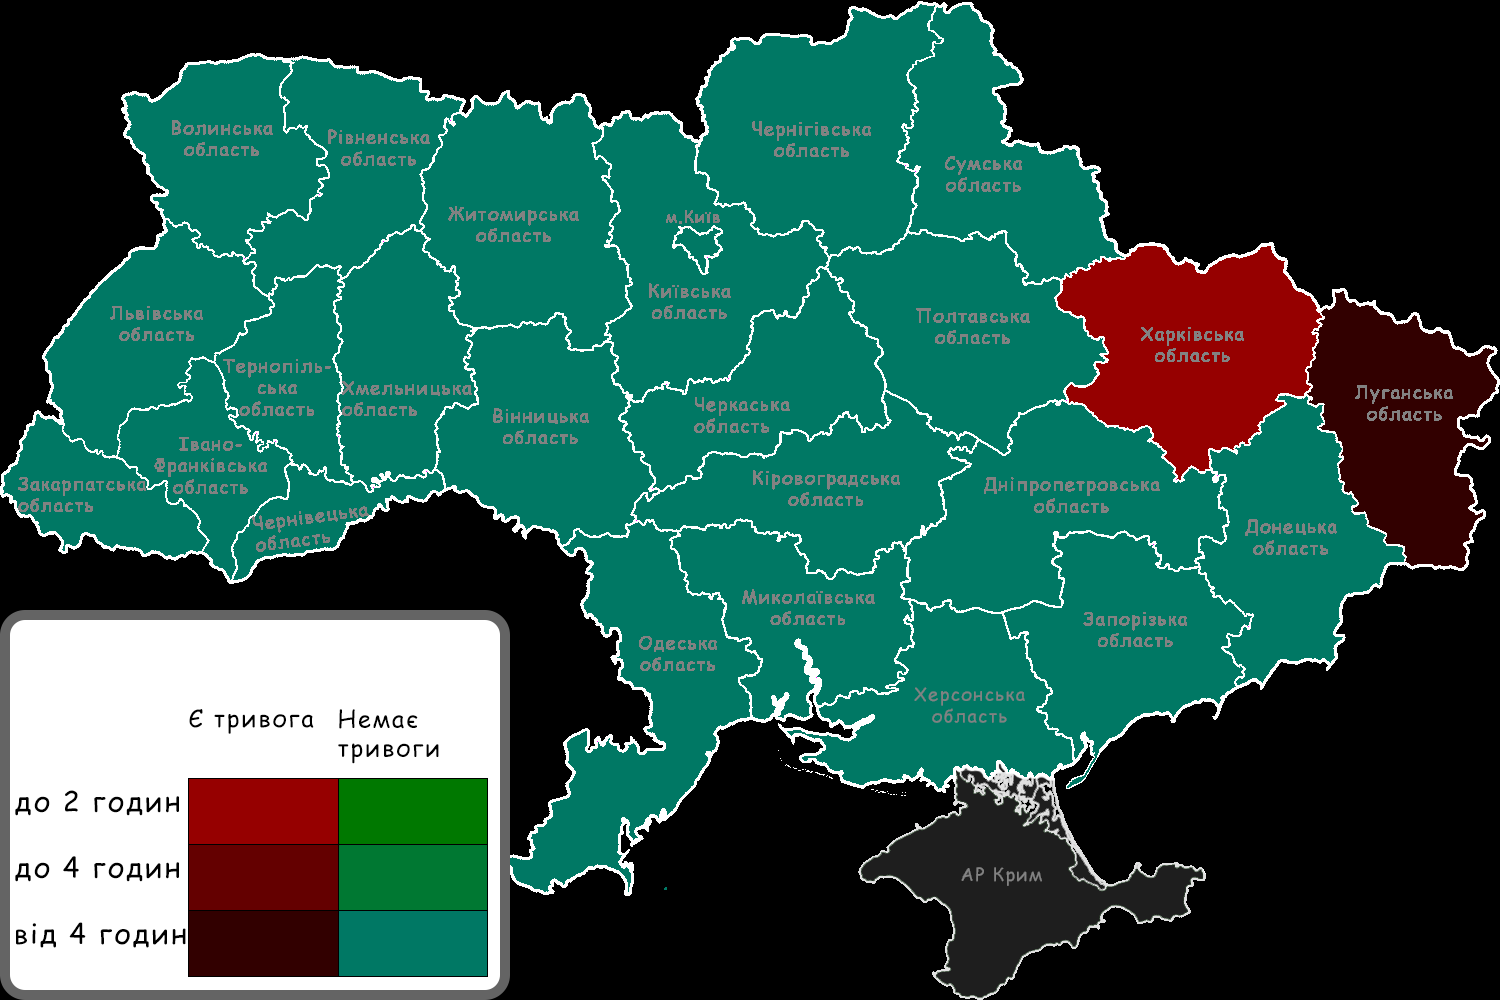 Волинська
область
Рівненська
область
Житомирська
область
м.Київ
Київська
область
Чернігівська
область
Сумська
область
Львівська
область
Тернопіль-
ська
область
Хмельницька
область
Вінницька
область
Черкаська
область
Полтавська
область
Харківська
область
Луганська
область
Івано-
Франківська
область
Закарпатська
область
Чернівецька
область
Кіровоградська
область
Дніпропетровська
область
Донецька
область
Миколаївська
область
Запорізька
область
Одеська
область
Херсонська
область
АР Крим
Є тривога
Немає
тривоги
до 2 годин
до 4 годин
від 4 годин